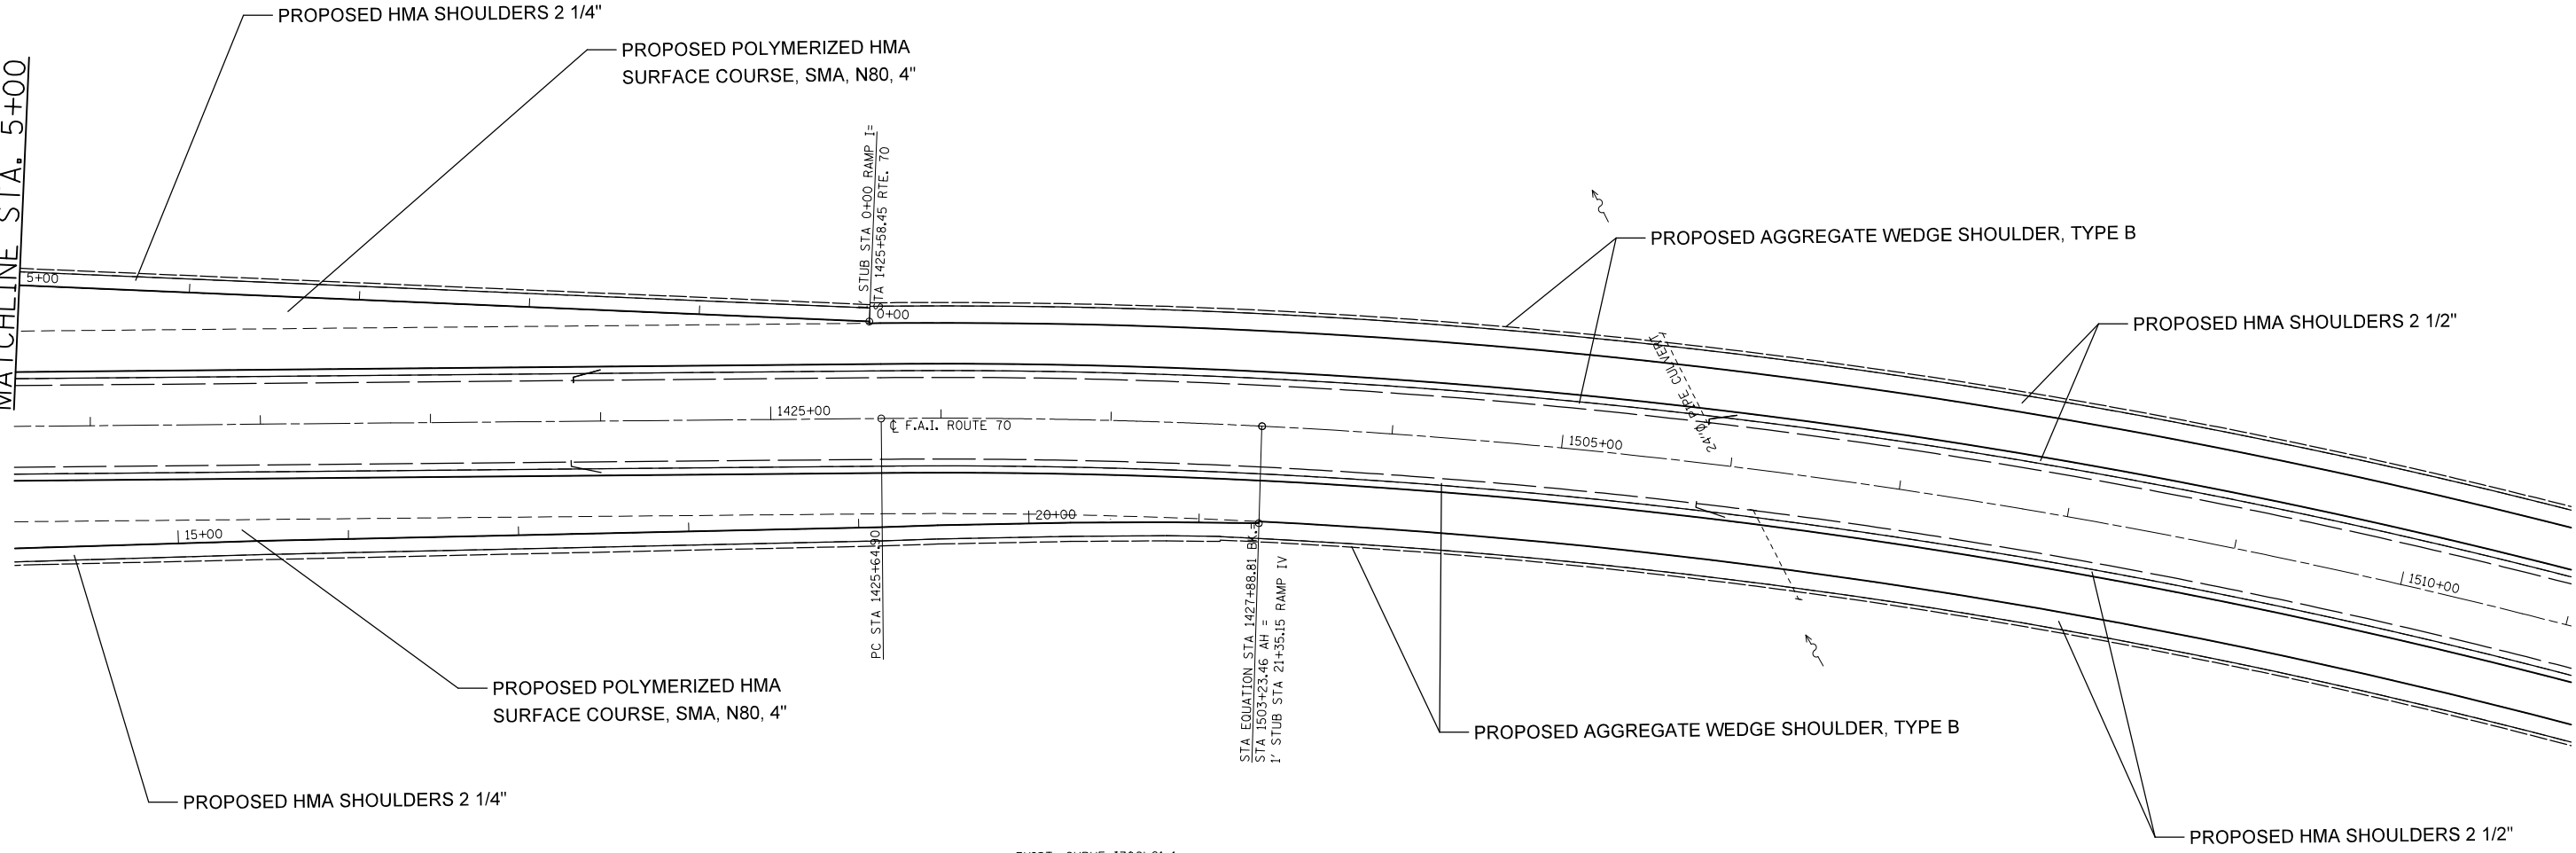 PROPOSED HMA SHOULDERS 2 1/4"
PROPOSED POLYMERIZED HMA
SURFACE COURSE, SMA, N80, 4"
MATCHLINE STA. 5+00
1' STUB STA 0+00 RAMP I=
STA 1425+58.45 RTE. 70
PROPOSED AGGREGATE WEDGE SHOULDER, TYPE B
PROPOSED HMA SHOULDERS 2 1/2"
5+00
0+00
24"Ø PIPE CULVERT
1425+00
℄ F.A.I. ROUTE 70
1505+00
15+00
20+00
1510+00
PC STA 1425+64.90
STA EQUATION STA 1427+88.81 BK.=
STA 1503+23.46 AH =
1' STUB STA 21+35.15 RAMP IV
PROPOSED POLYMERIZED HMA
SURFACE COURSE, SMA, N80, 4"
PROPOSED AGGREGATE WEDGE SHOULDER, TYPE B
PROPOSED HMA SHOULDERS 2 1/4"
PROPOSED HMA SHOULDERS 2 1/2"